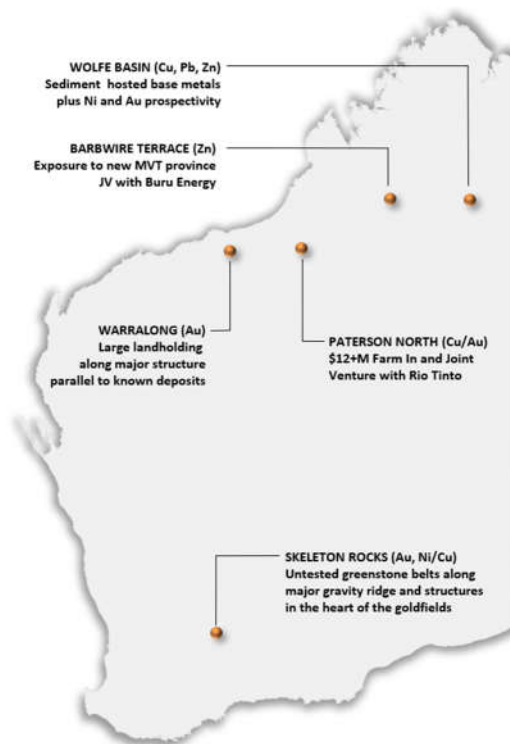 WOLFE BASIN (Cu, Pb, Zn)
Sediment hosted base metals
plus Ni and Au prospectivity
BARBWIRE TERRACE (Zn)
Exposure to new MVT province
JV with Buru Energy
WARRALONG (Au)
Large landholding
along major structure
parallel to known deposits
PATERSON NORTH (Cu/Au)
$12+M Farm In and Joint
Venture with Rio Tinto
SKELETON ROCKS (Au, Ni/Cu)
Untested greenstone belts along
major gravity ridge and structures
in the heart of the goldfields